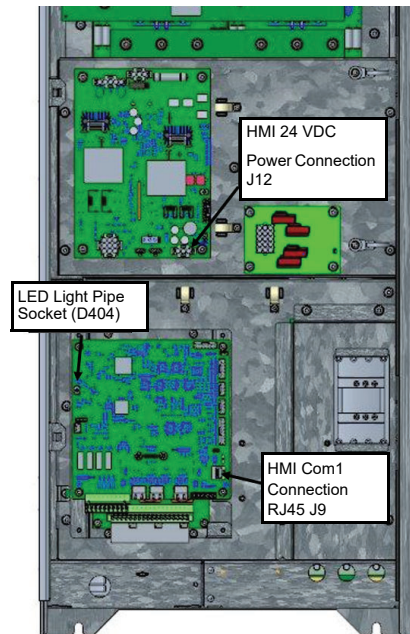 HMI 24 VDC
Power Connection
J12
LED Light Pipe
Socket (D404)
HMI Com1
Connection
RJ45 J9